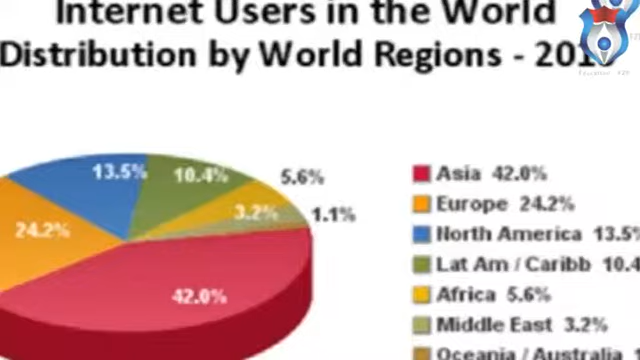 Internet Users in the World
Distribution by World Regions - 201
13.5% 10.4% 5.6%
24.2% 3.2% 1.1%
42.0%
Asia 42.0%
Europe 24.2%
North America 13.5%
Lat Am / Caribb 10.4
Africa 5.6%
Middle East 3.2%
Oceania / Australia